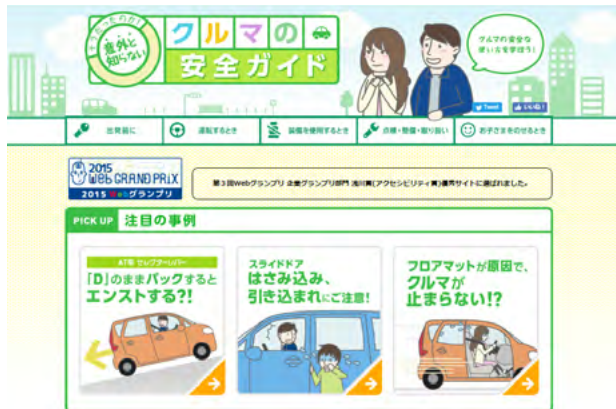 そうだったのか!
意外と
知らない
クルマの
安全ガイド
クルマの安全な
使い方を学ぼう!
Tweet
いいね!
出発前に
運転するとき
装備を使用するとき
点検・整備・取り扱い
お子さまをのせるとき
2015
Web GRAND PRIX
2015 Webグランプリ
第3回Webグランプリ 企業グランプリ部門 浅川賞(アクセシビリティ賞)優秀サイトに選ばれました。
PICK UP 注目の事例
AT車 セレクターレバー
「D」のままバックすると
エンストする?!
スライドドア
はさみ込み、
引き込まれにご注意!
フロアマットが原因で、
クルマが
止まらない!?